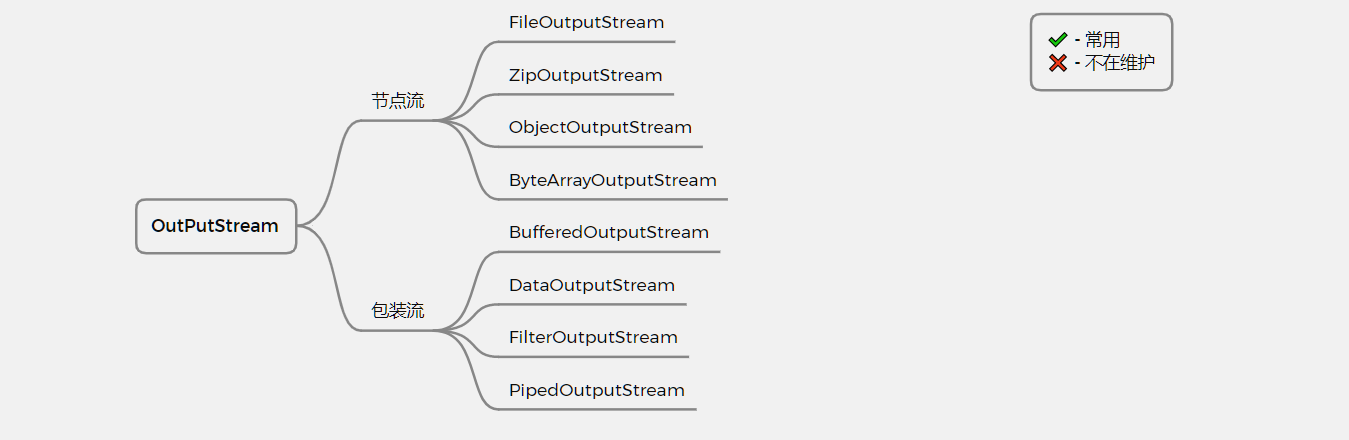 FileOutputStream
ZipOutputStream
节点流
ObjectOutputStream
ByteArrayOutputStream
OutPutStream
BufferedOutputStream
DataOutputStream
包装流
FilterOutputStream
PipedOutputStream
- 常用
- 不在维护